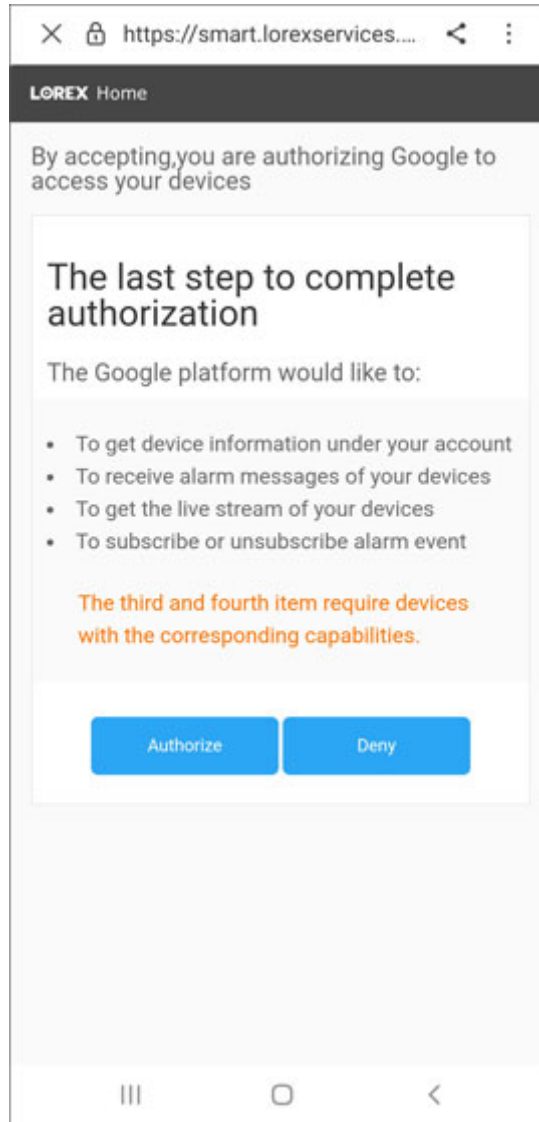 https://smart.lorexservices....
LOREX Home
By accepting,you are authorizing Google to
access your devices
The last step to complete
authorization
The Google platform would like to:
• To get device information under your account
• To receive alarm messages of your devices
• To get the live stream of your devices
• To subscribe or unsubscribe alarm event
The third and fourth item require devices
with the corresponding capabilities.
Authorize Deny